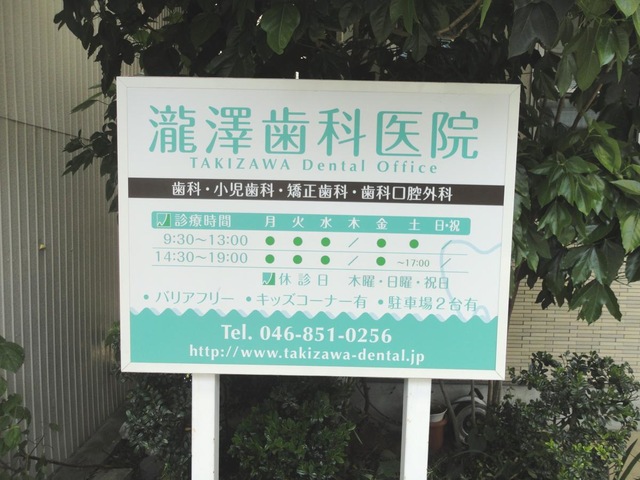 瀧澤歯科医院
TAKIZAWA Dental Office
歯科・小児歯科・矯正歯科・歯科口腔外科
診療時間 月 火 水 木 金 土 日・祝
9:30～13:00 ● ● ● ／ ● ● ／
14:30～19:00 ● ● ● ／ ● ～17:00 ／
休診日 木曜・日曜・祝日
・バリアフリー ・キッズコーナー有 ・駐車場2台有
Tel. 046-851-0256
http://www.takizawa-dental.jp